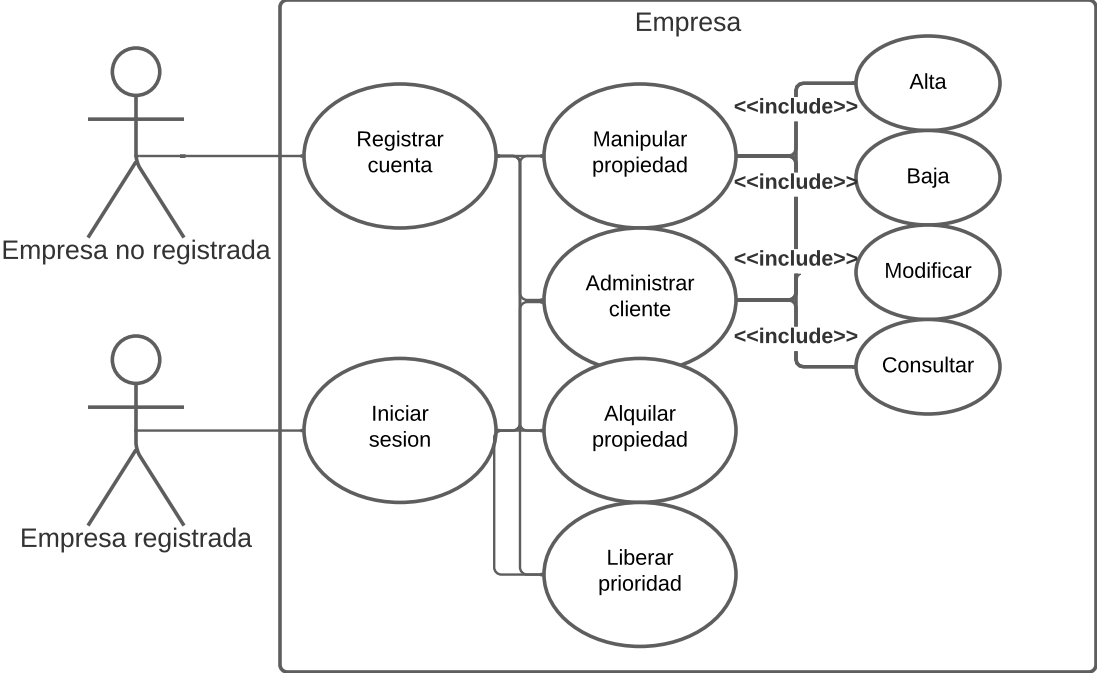 Empresa
Empresa no registrada
Empresa registrada
Registrar
cuenta
Iniciar
sesion
Manipular
propiedad
Administrar
cliente
Alquilar
propiedad
Liberar
prioridad
<<include>>
<<include>>
<<include>>
<<include>>
Alta
Baja
Modificar
Consultar